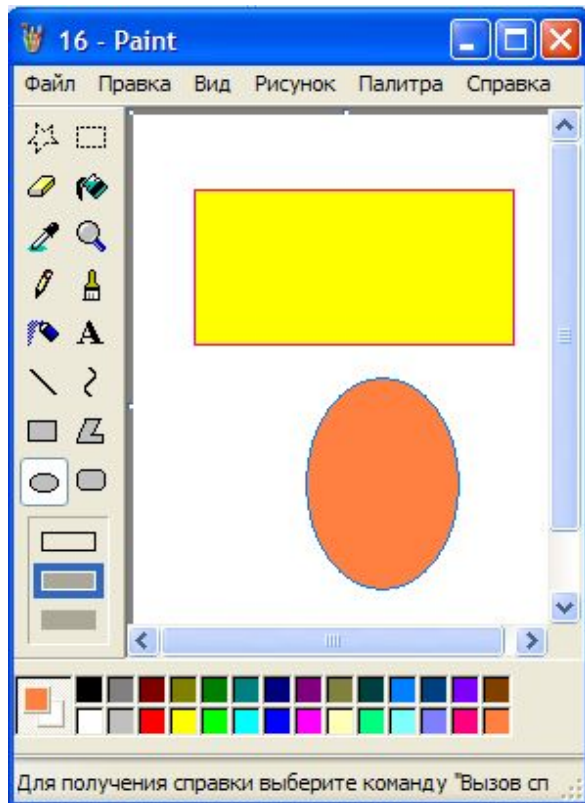 16 - Paint
Файл Правка Вид Рисунок Палитра Справка
A
Для получения справки выберите команду "Вызов сп